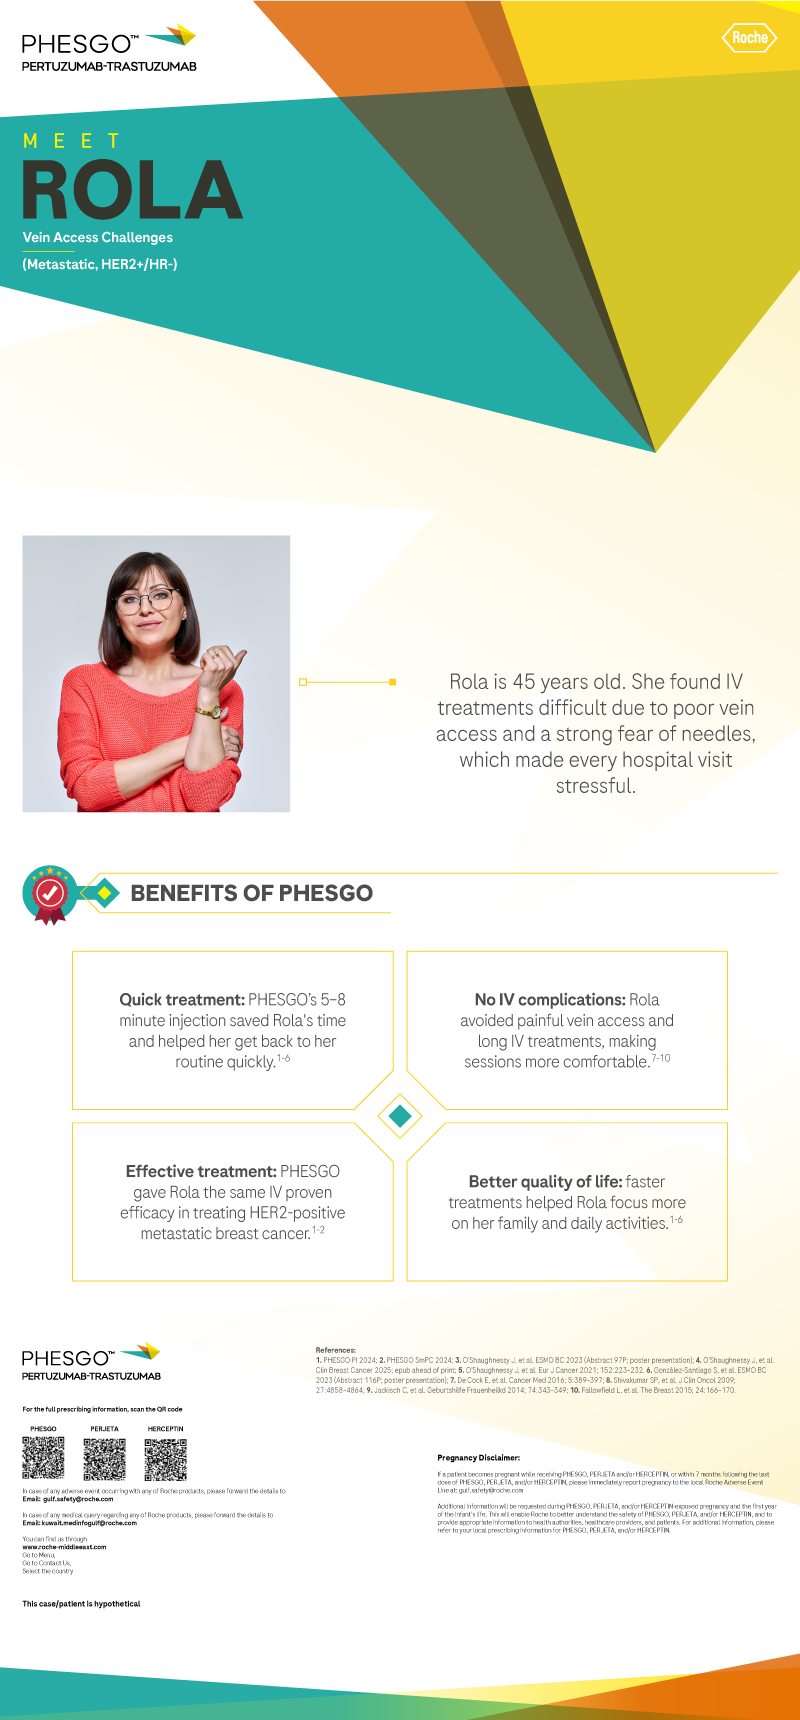 PHESGO™
PERTUZUMAB-TRASTUZUMAB
Roche
MEET
ROLA
Vein Access Challenges
(Metastatic, HER2+/HR-)
Rola is 45 years old. She found IV
treatments difficult due to poor vein
access and a strong fear of needles,
which made every hospital visit
stressful.
BENEFITS OF PHESGO
Quick treatment: PHESGO's 5–8
minute injection saved Rola's time
and helped her get back to her
routine quickly.1-6
No IV complications: Rola
avoided painful vein access and
long IV treatments, making
sessions more comfortable.7-10
Effective treatment: PHESGO
gave Rola the same IV proven
efficacy in treating HER2-positive
metastatic breast cancer.1-2
Better quality of life: faster
treatments helped Rola focus more
on her family and daily activities.1-6
PHESGO™
PERTUZUMAB-TRASTUZUMAB
For the full prescribing information, scan the QR code
PHESGO PERJETA HERCEPTIN
In case of any adverse event occurring with any of Roche products, please forward the details to
Email: gulf.safety@roche.com
In case of any medical query regarding any of Roche products, please forward the details to
Email: kuwait.medinfogulf@roche.com
You can find us through
www.roche-middleeast.com
Go to Menu,
Go to Contact Us,
Select the country
This case/patient is hypothetical
References:
1. PHESGO PI 2024; 2. PHESGO SmPC 2024; 3. O'Shaughnessy J, et al. ESMO BC 2023 (Abstract 97P; poster presentation); 4. O'Shaughnessy J, et al.
Clin Breast Cancer 2025; epub ahead of print; 5. O'Shaughnessy J, et al. Eur J Cancer 2021; 152:223–232; 6. González-Santiago S, et al. ESMO BC
2023 (Abstract 116P; poster presentation); 7. De Cock E, et al. Cancer Med 2016; 5:389–397; 8. Shivakumar SP, et al. J Clin Oncol 2009;
27:4858–4864; 9. Jackisch C, et al. Geburtshilfe Frauenheilkd 2014; 74:343–349; 10. Fallowfield L, et al. The Breast 2015; 24:166–170.
Pregnancy Disclaimer:
If a patient becomes pregnant while receiving PHESGO, PERJETA and/or HERCEPTIN, or within 7 months following the last
dose of PHESGO, PERJETA, and/or HERCEPTIN, please immediately report pregnancy to the local Roche Adverse Event
Line at: gulf.safety@roche.com
Additional information will be requested during PHESGO, PERJETA, and/or HERCEPTIN-exposed pregnancy and the first year
of the infant's life. This will enable Roche to better understand the safety of PHESGO, PERJETA, and/or HERCEPTIN, and to
provide appropriate information to health authorities, healthcare providers, and patients. For additional information, please
refer to your local prescribing information for PHESGO, PERJETA, and/or HERCEPTIN.